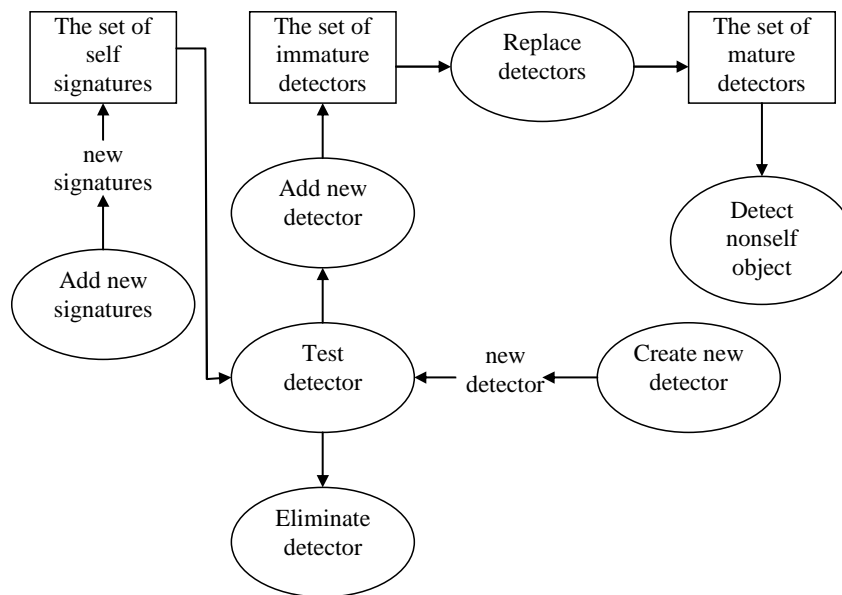 The set of
self
signatures
The set of
immature
detectors
Replace
detectors
The set of
mature
detectors
new
signatures
Add new
detector
Detect
nonself
object
Add new
signatures
Test
detector
new
detector
Create new
detector
Eliminate
detector